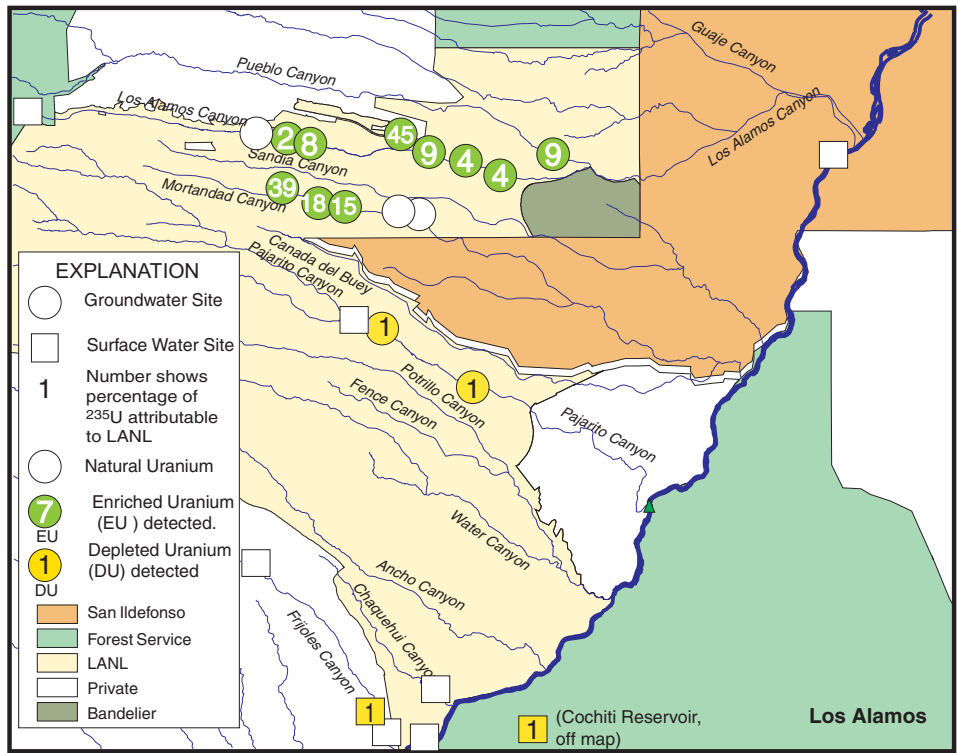 Guaje Canyon
Pueblo Canyon
Los Alamos Canyon
Los Alamos Canyon
2
8
45
9
4
4
9
Sandia Canyon
39
18
15
Mortandad Canyon
Canada del Buey
Pajarito Canyon
1
1
Potrillo Canyon
Fence Canyon
Pajarito Canyon
Water Canyon
Ancho Canyon
Chaquehui Canyon
Frijoles Canyon
1
EXPLANATION
Groundwater Site
Surface Water Site
1
Number shows
percentage of
²³⁵U attributable
to LANL
Natural Uranium
7
EU
Enriched Uranium
(EU ) detected.
1
DU
Depleted Uranium
(DU) detected
San Ildefonso
Forest Service
LANL
Private
Bandelier
1
(Cochiti Reservoir,
off map)
Los Alamos